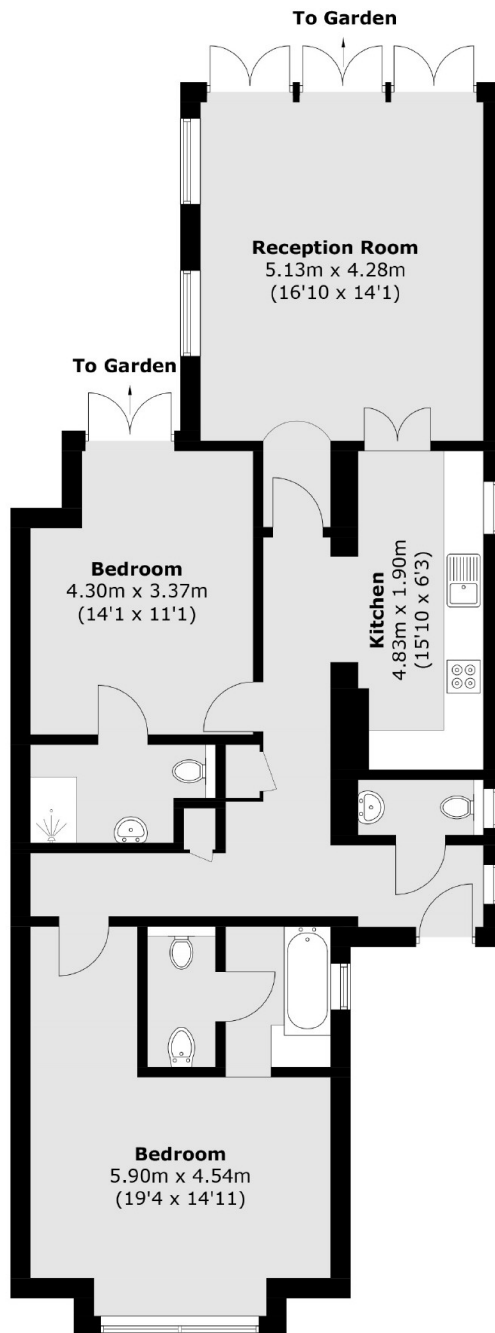 To Garden
Reception Room
5.13m x 4.28m
(16'10 x 14'1)
To Garden
Bedroom
4.30m x 3.37m
(14'1 x 11'1)
Kitchen
4.83m x 1.90m
(15'10 x 6'3)
Bedroom
5.90m x 4.54m
(19'4 x 14'11)